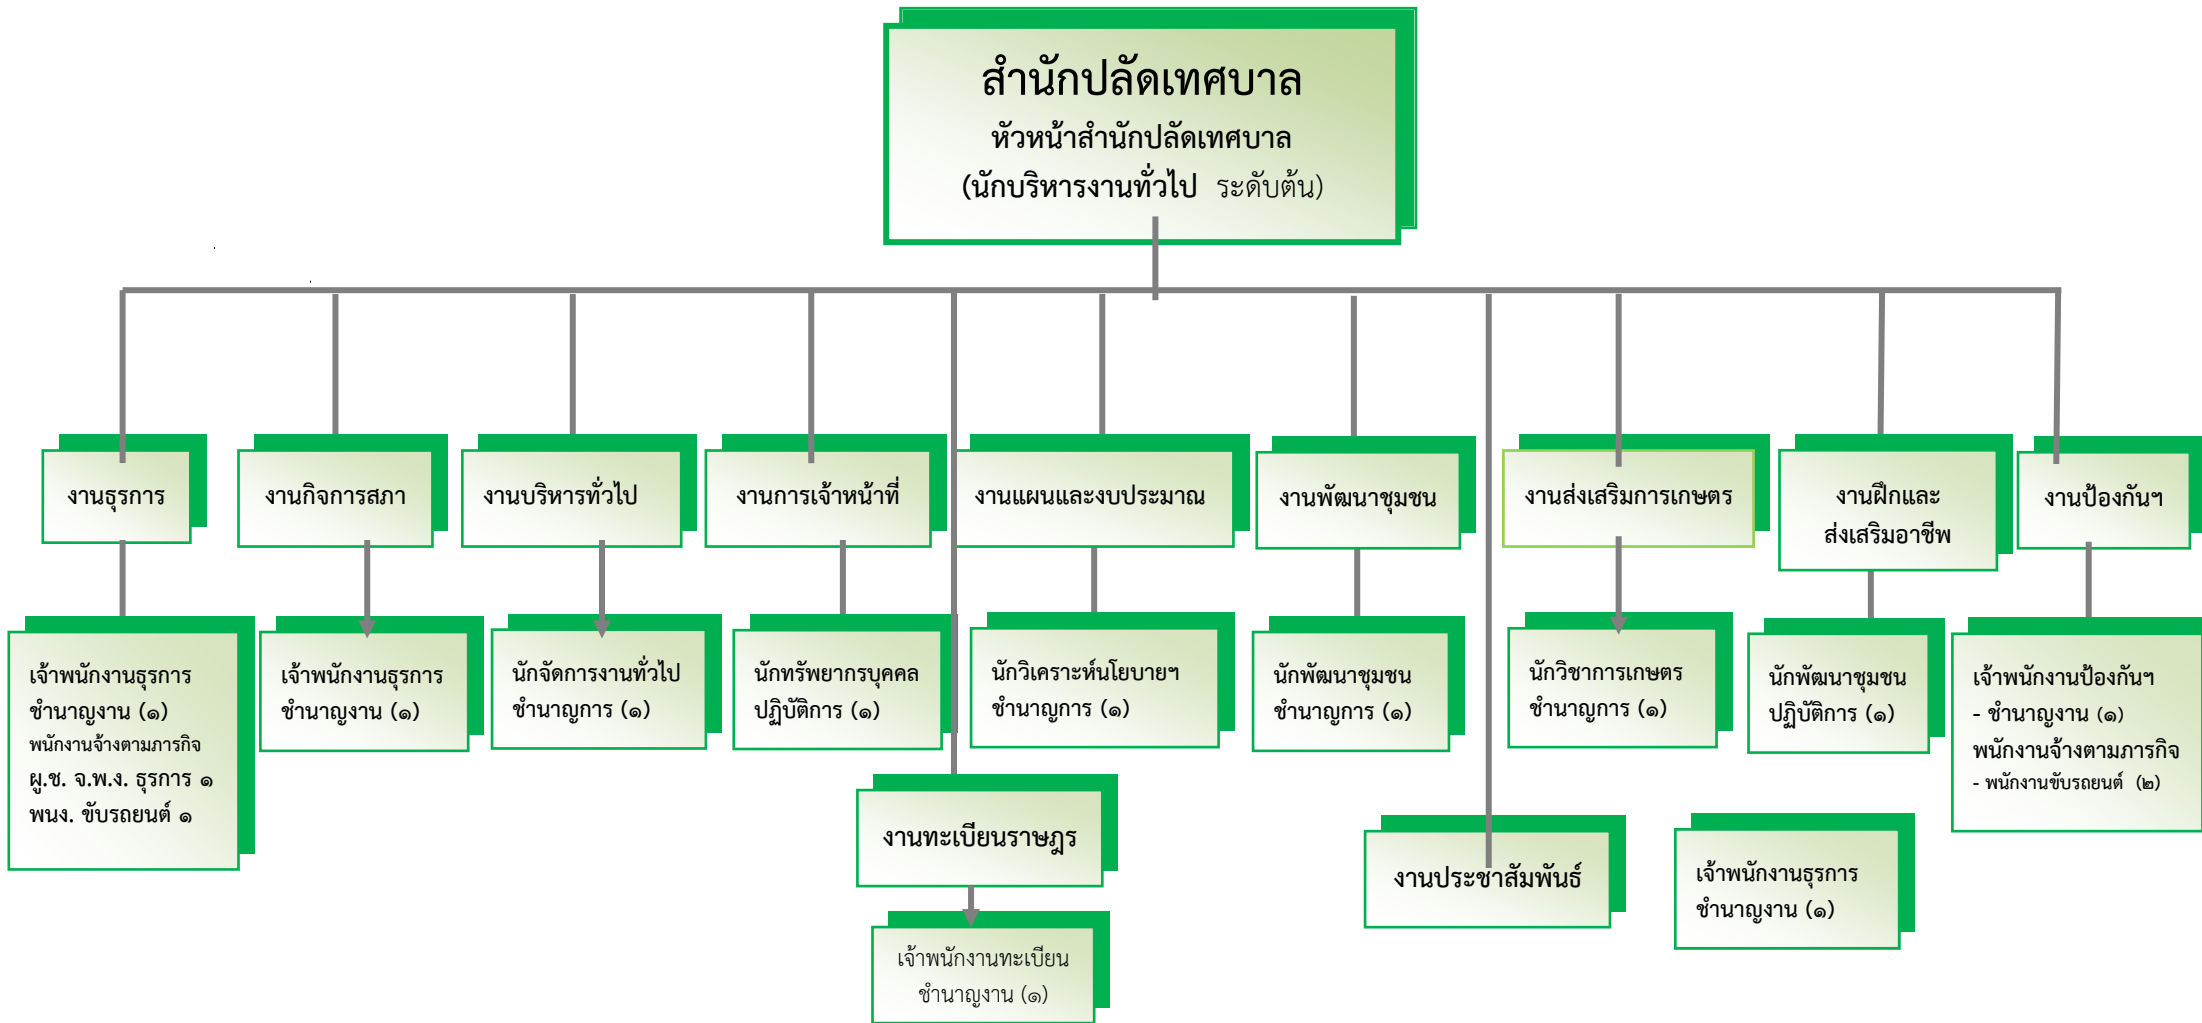 สำนักปลัดเทศบาล
หัวหน้าสำนักปลัดเทศบาล
(นักบริหารงานทั่วไป ระดับต้น)
งานธุรการ
งานกิจการสภา
งานบริหารทั่วไป
งานการเจ้าหน้าที่
งานแผนและงบประมาณ
งานพัฒนาชุมชน
งานส่งเสริมการเกษตร
งานฝึกและ
ส่งเสริมอาชีพ
งานป้องกันฯ
เจ้าพนักงานธุรการ
ชำนาญงาน (๑)
พนักงานจ้างตามภารกิจ
ผู.ช. จ.พ.ง. ธุรการ ๑
พนง. ขับรถยนต์ ๑
เจ้าพนักงานธุรการ
ชำนาญงาน (๑)
นักจัดการงานทั่วไป
ชำนาญการ (๑)
นักทรัพยากรบุคคล
ปฏิบัติการ (๑)
นักวิเคราะห์นโยบายฯ
ชำนาญการ (๑)
นักพัฒนาชุมชน
ชำนาญการ (๑)
นักวิชาการเกษตร
ชำนาญการ (๑)
นักพัฒนาชุมชน
ปฏิบัติการ (๑)
เจ้าพนักงานป้องกันฯ
- ชำนาญงาน (๑)
พนักงานจ้างตามภารกิจ
- พนักงานขับรถยนต์ (๒)
งานทะเบียนราษฎร
เจ้าพนักงานทะเบียน
ชำนาญงาน (๑)
งานประชาสัมพันธ์
เจ้าพนักงานธุรการ
ชำนาญงาน (๑)